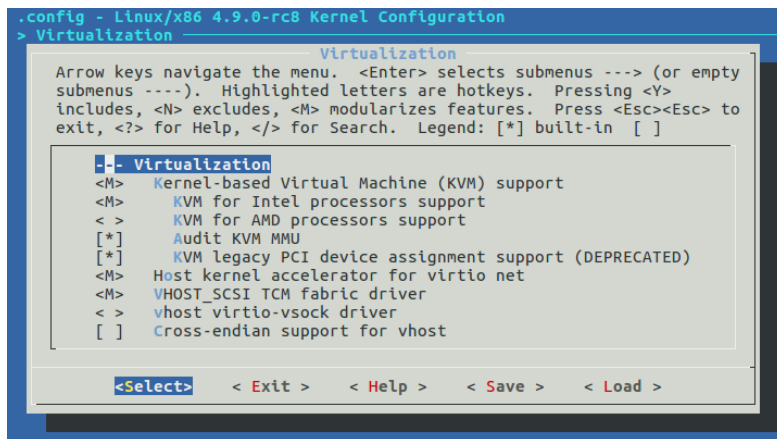 .config - Linux/x86 4.9.0-rc8 Kernel Configuration
> Virtualization
Virtualization
Arrow keys navigate the menu.  <Enter> selects submenus ---> (or empty
submenus ----).  Highlighted letters are hotkeys.  Pressing <Y>
includes, <N> excludes, <M> modularizes features.  Press <Esc><Esc> to
exit, <?> for Help, </> for Search.  Legend: [*] built-in  [ ]
--- Virtualization
<M>   Kernel-based Virtual Machine (KVM) support
<M>     KVM for Intel processors support
< >     KVM for AMD processors support
[*]     Audit KVM MMU
[*]     KVM legacy PCI device assignment support (DEPRECATED)
<M>   Host kernel accelerator for virtio net
<M>   VHOST_SCSI TCM fabric driver
< >   vhost virtio-vsock driver
[ ]   Cross-endian support for vhost
<Select>    < Exit >    < Help >    < Save >    < Load >